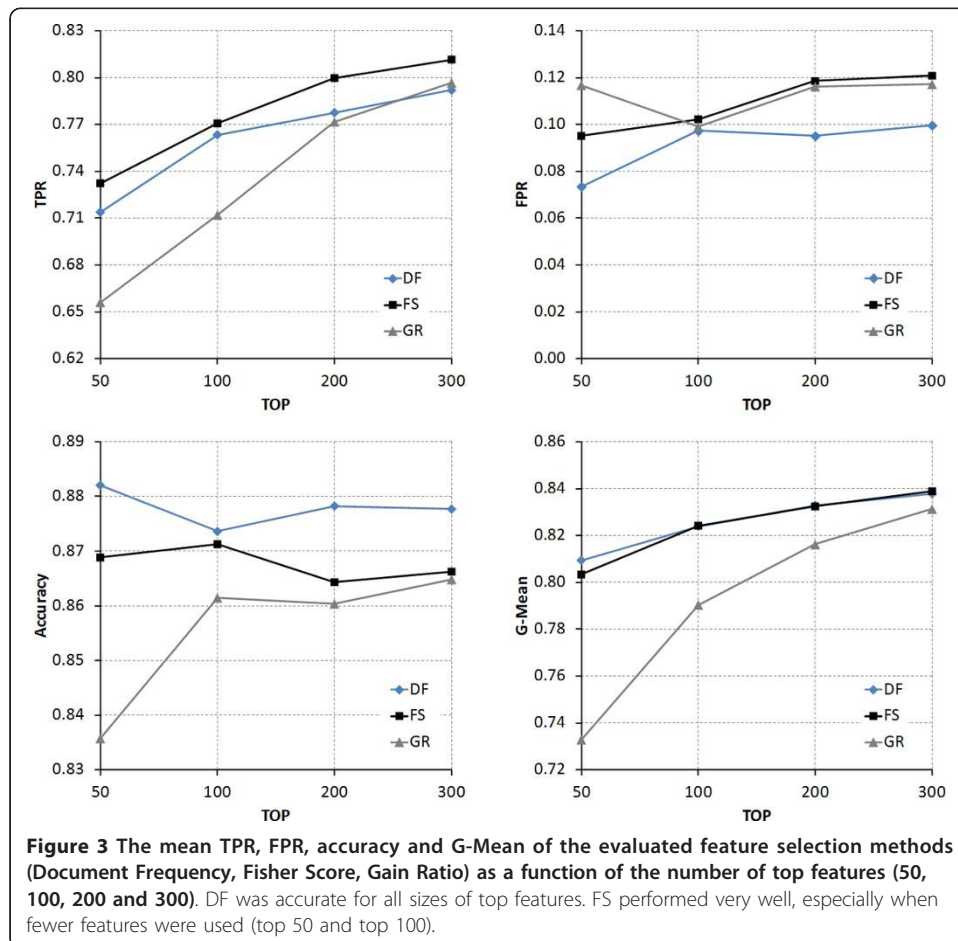 0.83
0.80
0.77
0.74
0.71
0.68
0.65
0.62
TPR
DF
FS
GR
50 100 200 300
TOP
0.14
0.12
0.10
0.08
0.06
0.04
0.02
0.00
FPR
DF
FS
GR
50 100 200 300
TOP
0.89
0.88
0.87
0.86
0.85
0.84
0.83
Accuracy
DF
FS
GR
50 100 200 300
TOP
0.86
0.84
0.82
0.80
0.78
0.76
0.74
0.72
G-Mean
DF
FS
GR
50 100 200 300
TOP
Figure 3 The mean TPR, FPR, accuracy and G-Mean of the evaluated feature selection methods
(Document Frequency, Fisher Score, Gain Ratio) as a function of the number of top features (50,
100, 200 and 300). DF was accurate for all sizes of top features. FS performed very well, especially when
fewer features were used (top 50 and top 100).